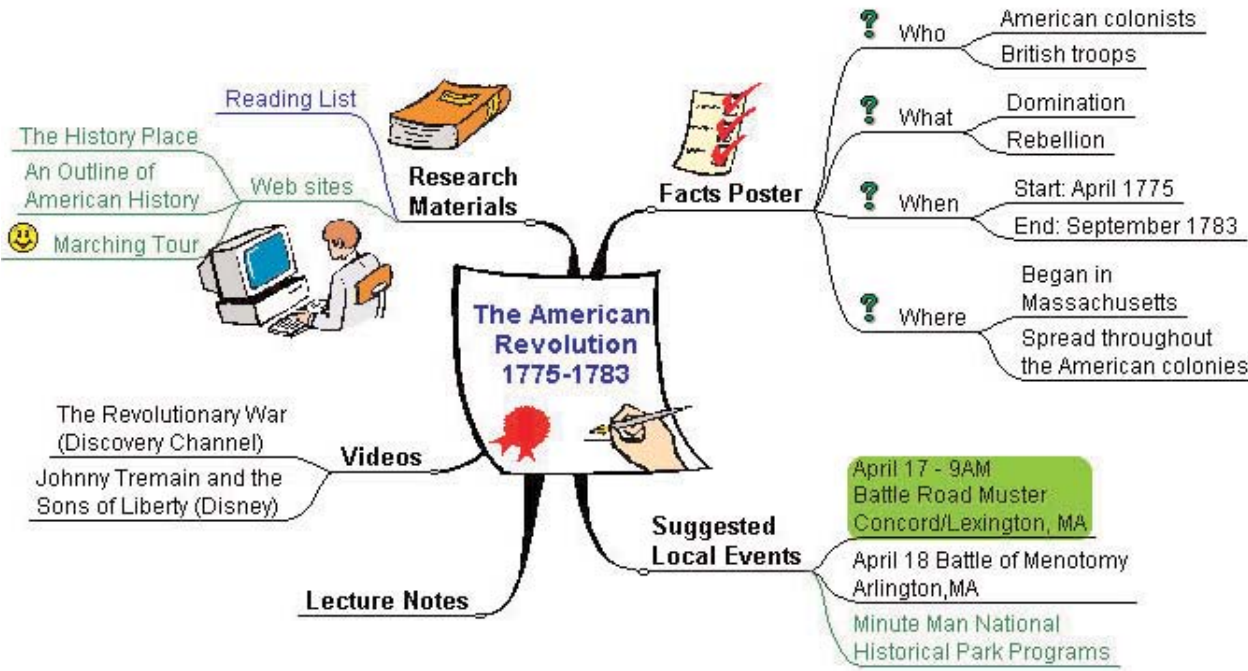 The American
Revolution
1775-1783
Research
Materials
Reading List
Web sites
The History Place
An Outline of
American History
Marching Tour
Facts Poster
? Who
American colonists
British troops
? What
Domination
Rebellion
? When
Start: April 1775
End: September 1783
? Where
Began in
Massachusetts
Spread throughout
the American colonies
Videos
The Revolutionary War
(Discovery Channel)
Johnny Tremain and the
Sons of Liberty (Disney)
Lecture Notes
Suggested
Local Events
April 17 - 9AM
Battle Road Muster
Concord/Lexington, MA
April 18 Battle of Menotomy
Arlington,MA
Minute Man National
Historical Park Programs